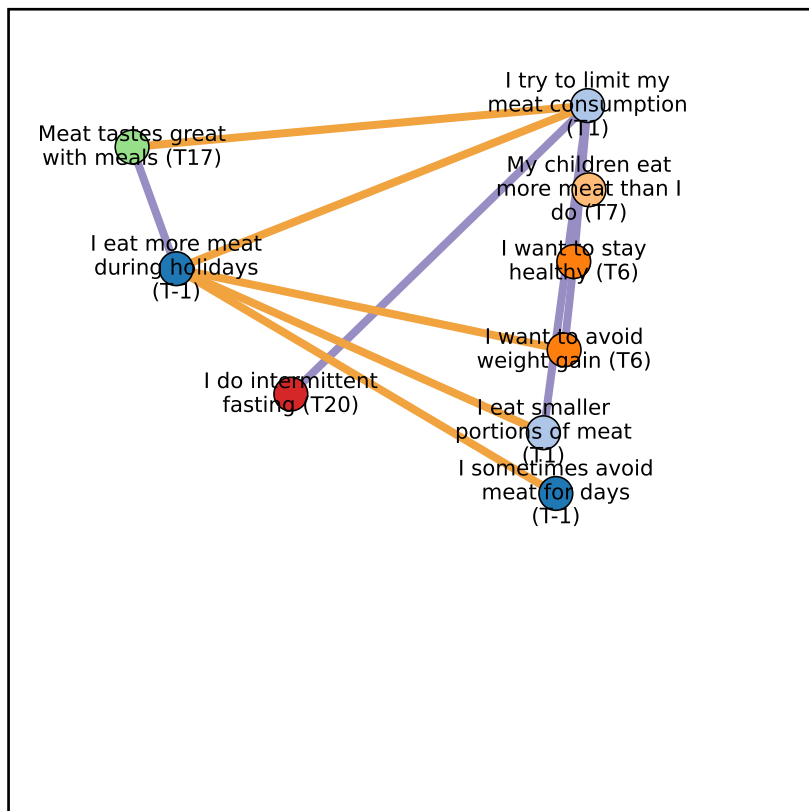 I try to limit my
meat consumption
(T1)
Meat tastes great
with meals (T17)
My children eat
more meat than I
do (T7)
I eat more meat
during holidays
(T-1)
I want to stay
healthy (T6)
I want to avoid
weight gain (T6)
I do intermittent
fasting (T20)
I eat smaller
portions of meat
(T1)
I sometimes avoid
meat for days
(T-1)